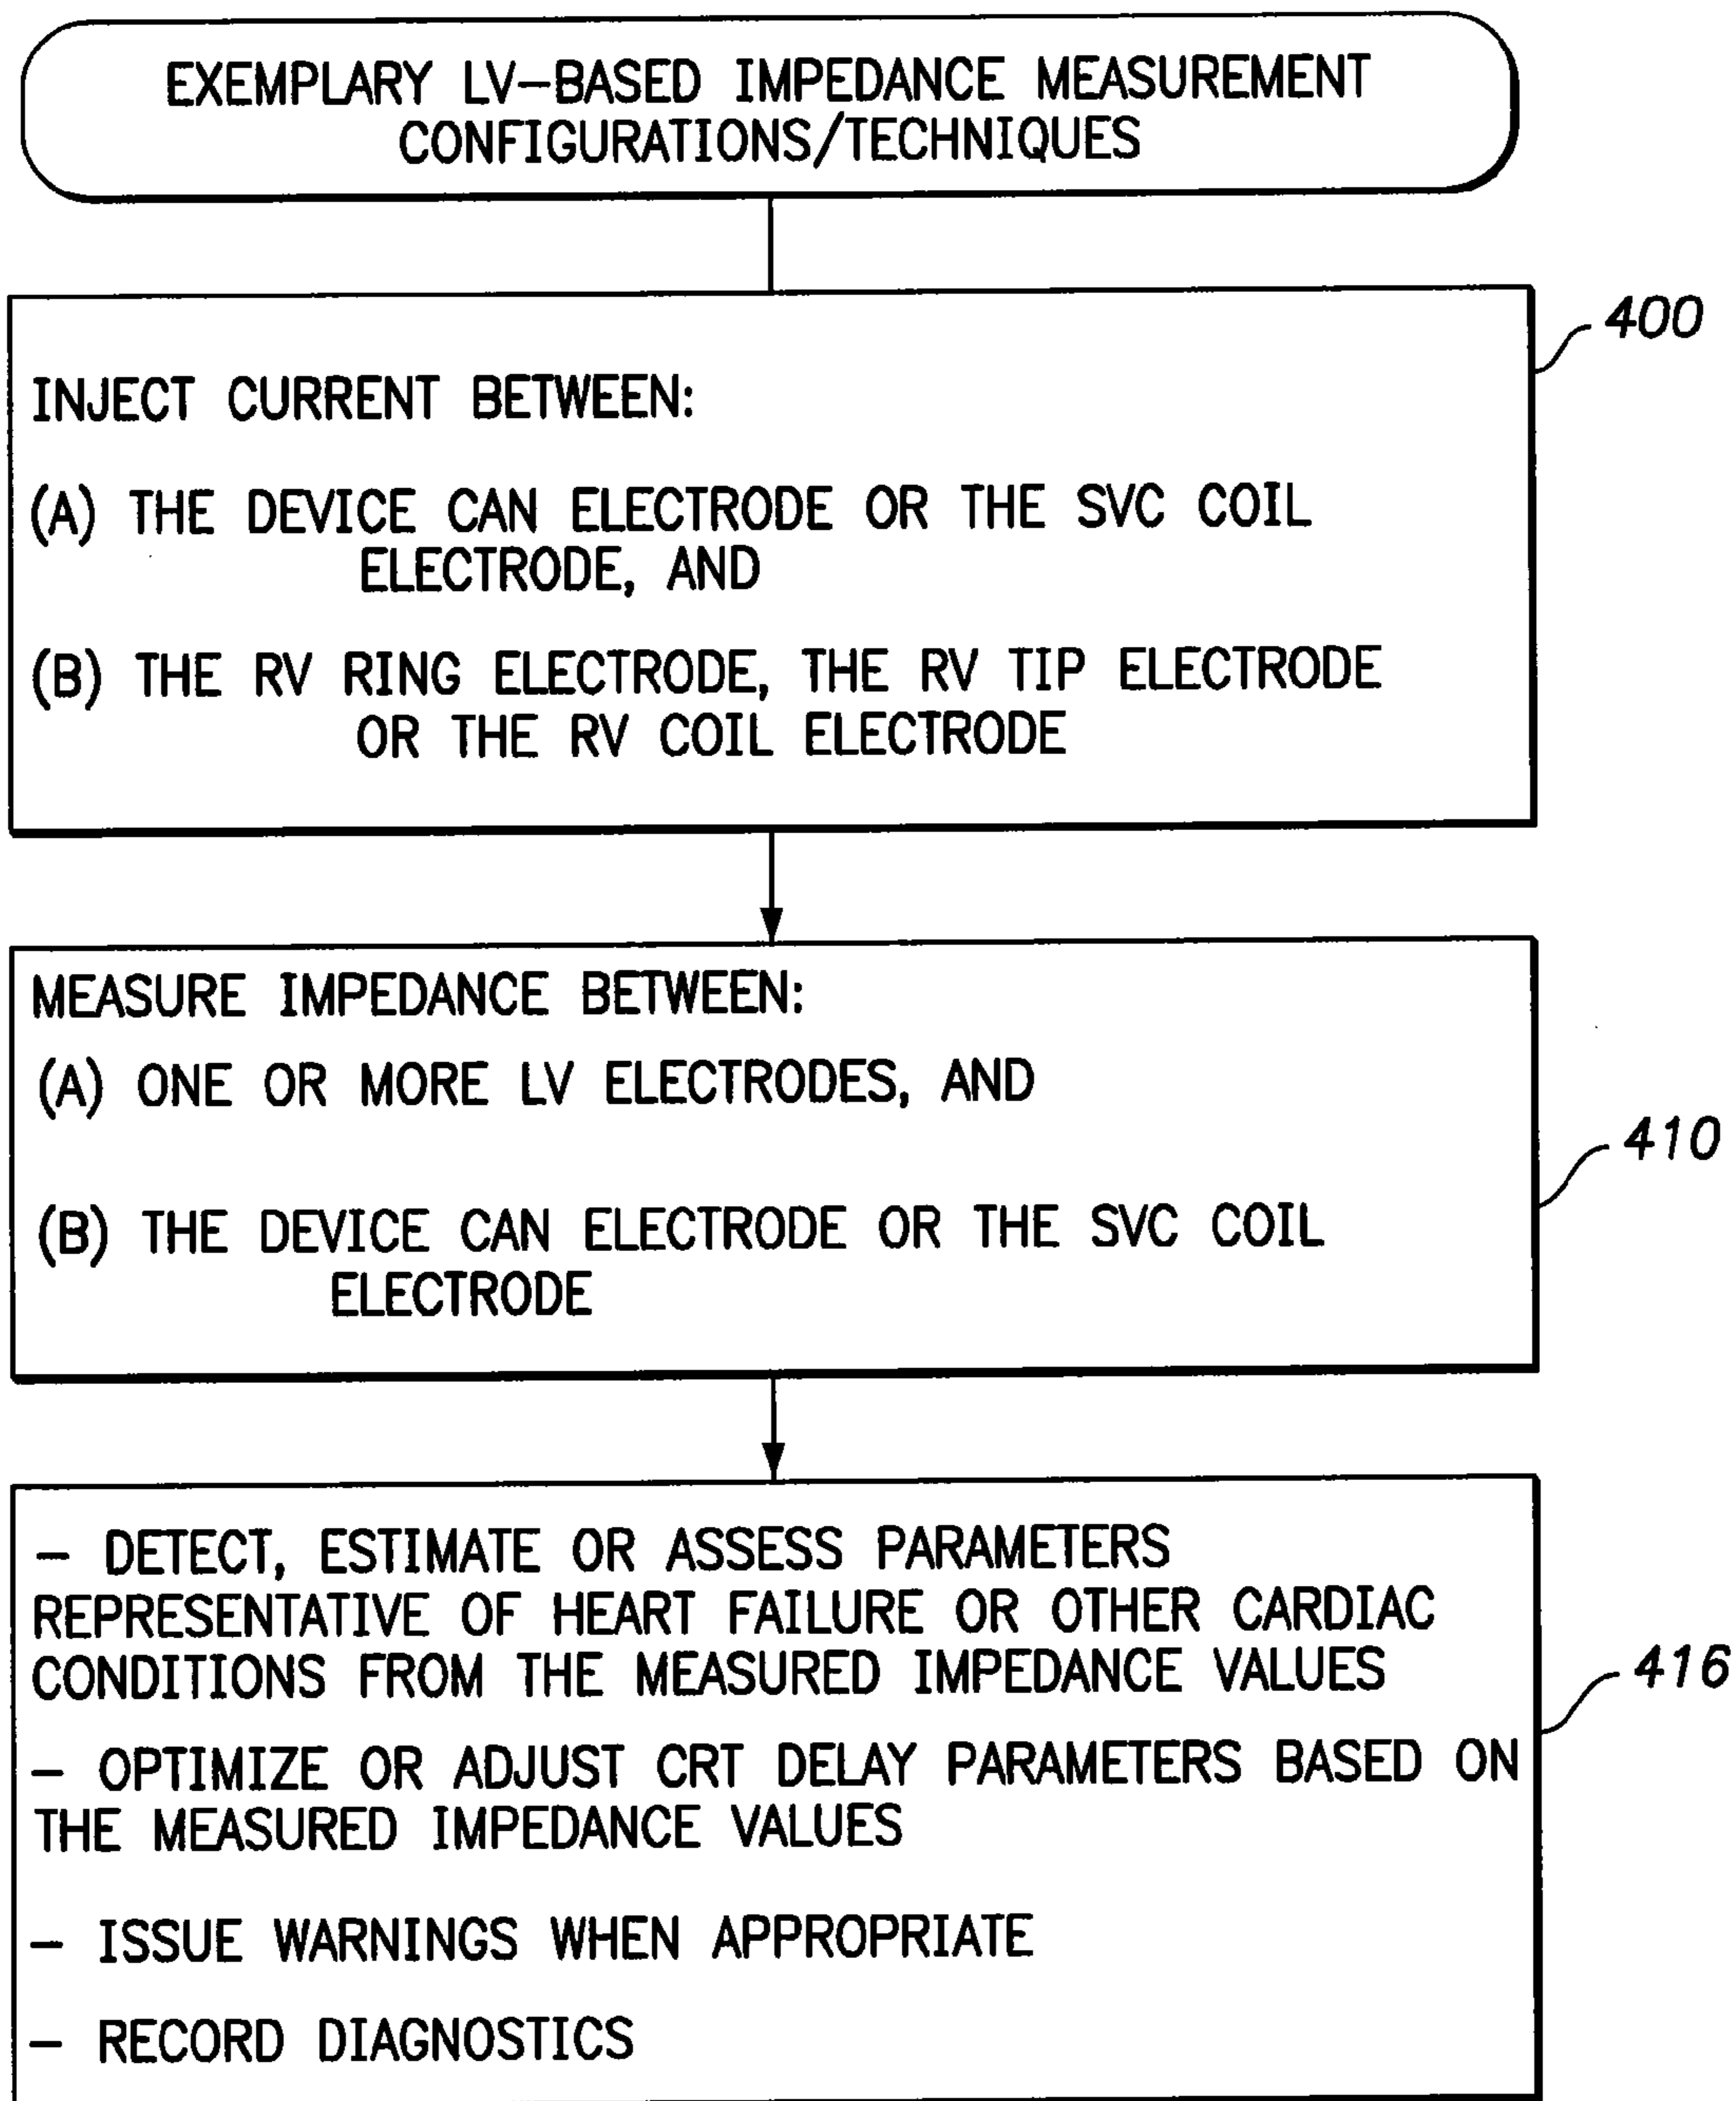 EXEMPLARY LV-BASED IMPEDANCE MEASUREMENT
CONFIGURATIONS/TECHNIQUES
400
INJECT CURRENT BETWEEN:
(A) THE DEVICE CAN ELECTRODE OR THE SVC COIL
ELECTRODE, AND
(B) THE RV RING ELECTRODE, THE RV TIP ELECTRODE
OR THE RV COIL ELECTRODE
MEASURE IMPEDANCE BETWEEN:
(A) ONE OR MORE LV ELECTRODES, AND
410
(B) THE DEVICE CAN ELECTRODE OR THE SVC COIL
ELECTRODE
– DETECT, ESTIMATE OR ASSESS PARAMETERS
REPRESENTATIVE OF HEART FAILURE OR OTHER CARDIAC
CONDITIONS FROM THE MEASURED IMPEDANCE VALUES
416
– OPTIMIZE OR ADJUST CRT DELAY PARAMETERS BASED ON
THE MEASURED IMPEDANCE VALUES
– ISSUE WARNINGS WHEN APPROPRIATE
– RECORD DIAGNOSTICS